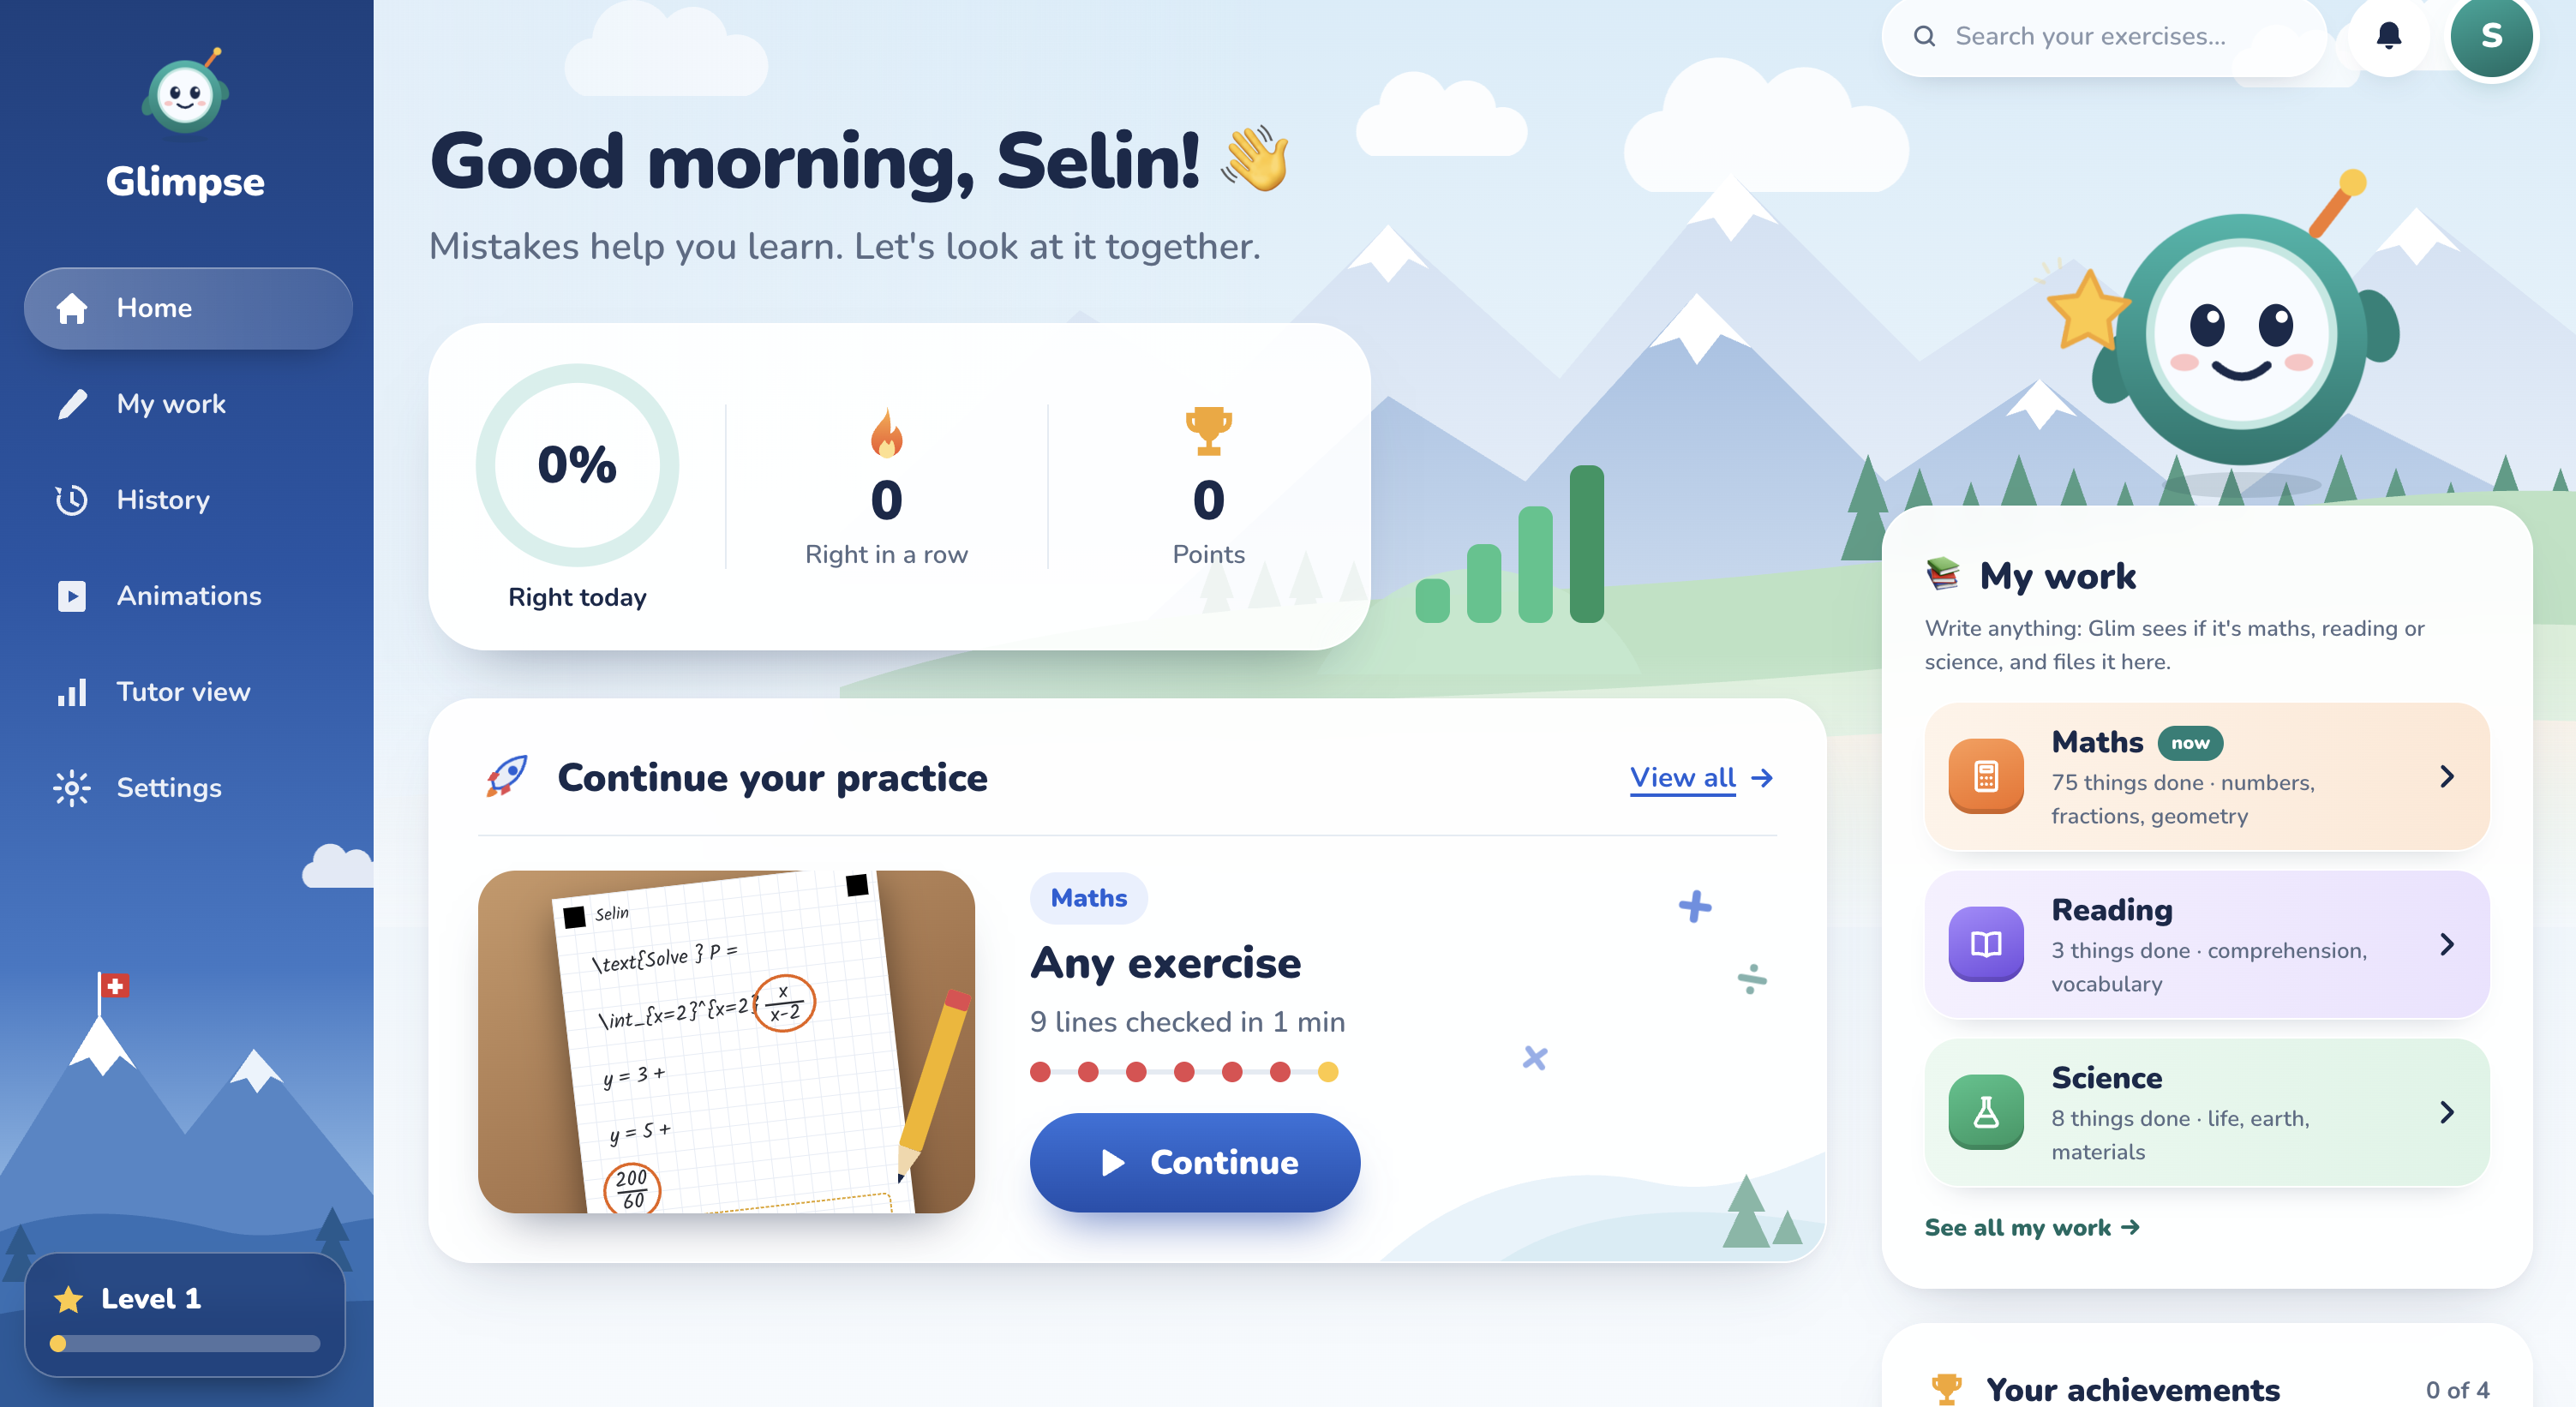 Glimpse
Home
My work
History
Animations
Tutor view
Settings
Level 1
Search your exercises...
S
Good morning, Selin! 👋
Mistakes help you learn. Let's look at it together.
0%
Right today
0
Right in a row
0
Points
Continue your practice
View all →
Selin
\text{Solve } P =
\int_{x=2}^{x=2} x/x-2
y = 3 +
y = 5 +
200/60
Maths
Any exercise
9 lines checked in 1 min
Continue
My work
Write anything: Glim sees if it's maths, reading or
science, and files it here.
Maths now
75 things done · numbers,
fractions, geometry
Reading
3 things done · comprehension,
vocabulary
Science
8 things done · life, earth,
materials
See all my work →
Your achievements
0 of 4